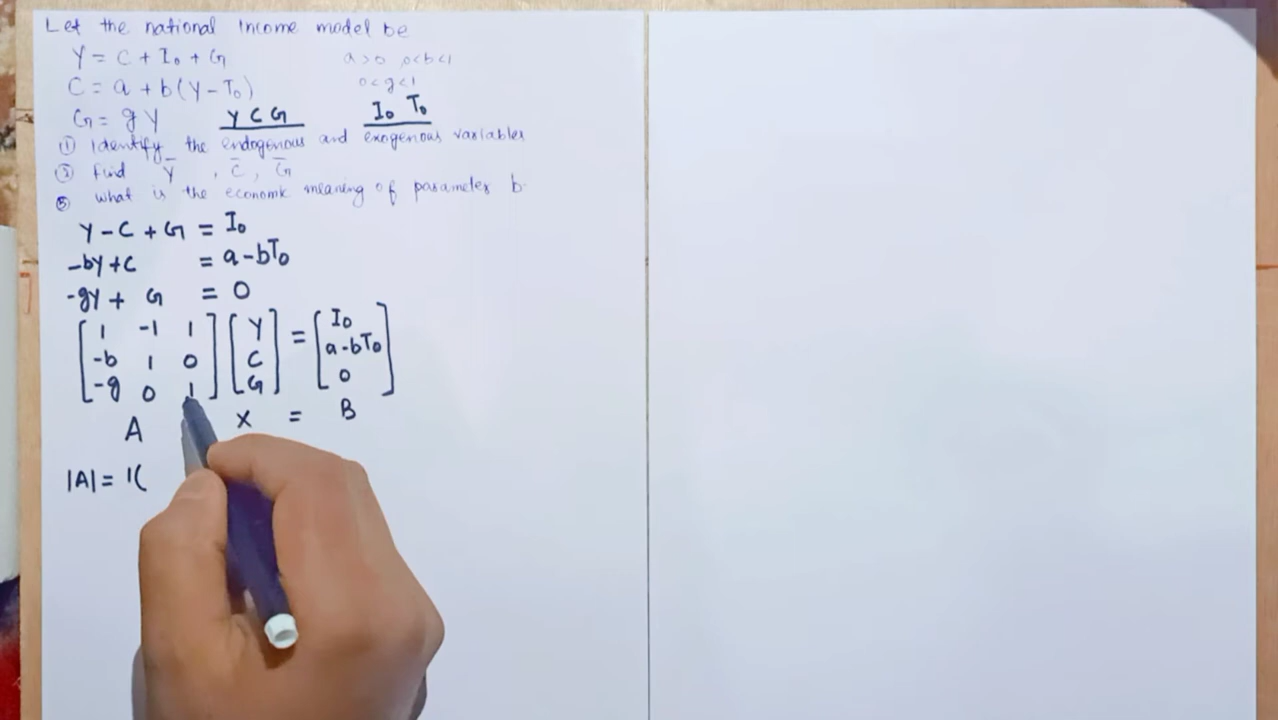 Let the national income model be
Y = C + I₀ + G a>0 ,0<b<1
C = a + b(Y-T₀) 0<g<1
G = gY Y C G I₀ T₀
① Identify the endogenous and exogenous variables
② find Ȳ , C̄, Ḡ
③ what is the economic meaning of parameter b.
Y-C+G = I₀
-bY+C = a-bT₀
-gY+ G = 0
[1 -1 1] [Y] = [I₀]
[-b 1 0] [C] [a-bT₀]
[-g 0 1] [G] [0]
A X = B
|A| = 1(